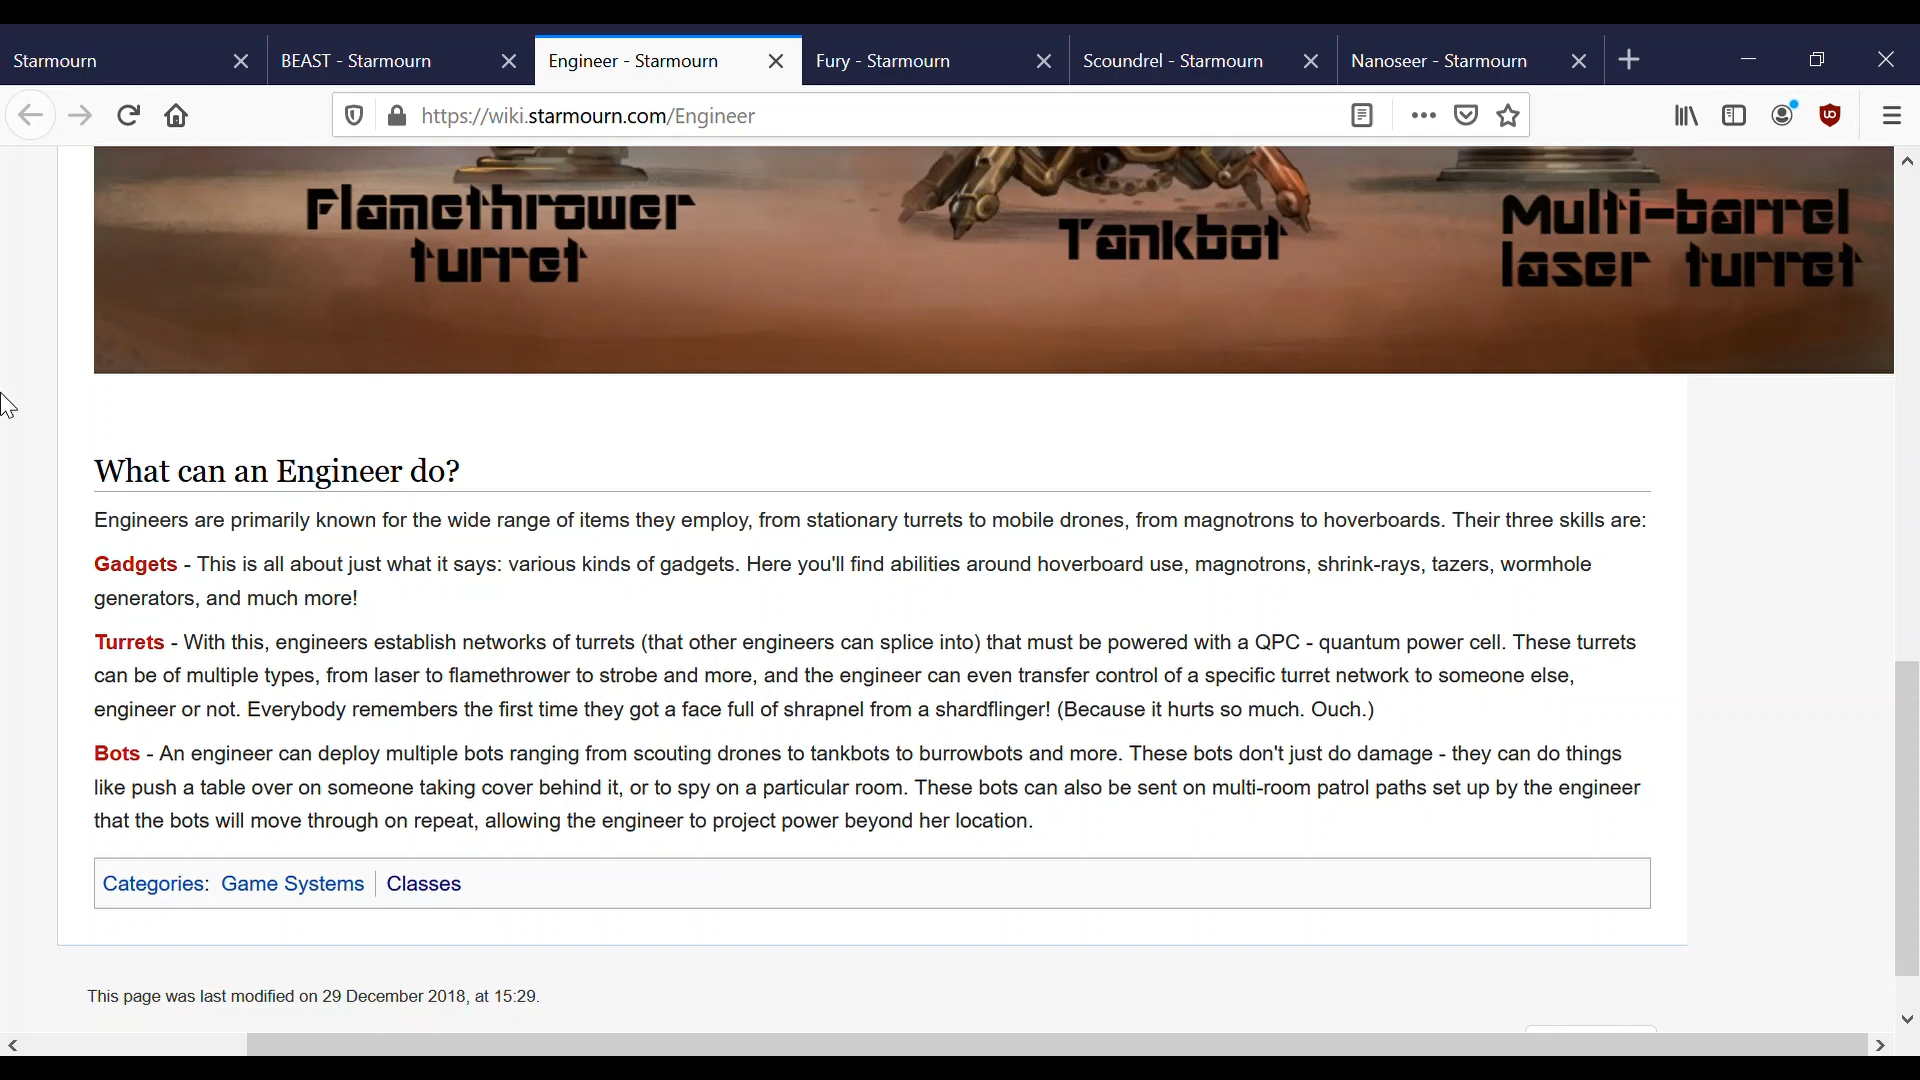 Starmourn
BEAST - Starmourn
Engineer - Starmourn
Fury - Starmourn
Scoundrel - Starmourn
Nanoseer - Starmourn
https://wiki.starmourn.com/Engineer
Flamethrower
turret
Tankbot
Multi-barrel
laser turret
What can an Engineer do?
Engineers are primarily known for the wide range of items they employ, from stationary turrets to mobile drones, from magnotrons to hoverboards. Their three skills are:
Gadgets - This is all about just what it says: various kinds of gadgets. Here you'll find abilities around hoverboard use, magnotrons, shrink-rays, tazers, wormhole
generators, and much more!
Turrets - With this, engineers establish networks of turrets (that other engineers can splice into) that must be powered with a QPC - quantum power cell. These turrets
can be of multiple types, from laser to flamethrower to strobe and more, and the engineer can even transfer control of a specific turret network to someone else,
engineer or not. Everybody remembers the first time they got a face full of shrapnel from a shardflinger! (Because it hurts so much. Ouch.)
Bots - An engineer can deploy multiple bots ranging from scouting drones to tankbots to burrowbots and more. These bots don't just do damage - they can do things
like push a table over on someone taking cover behind it, or to spy on a particular room. These bots can also be sent on multi-room patrol paths set up by the engineer
that the bots will move through on repeat, allowing the engineer to project power beyond her location.
Categories: Game Systems Classes
This page was last modified on 29 December 2018, at 15:29.